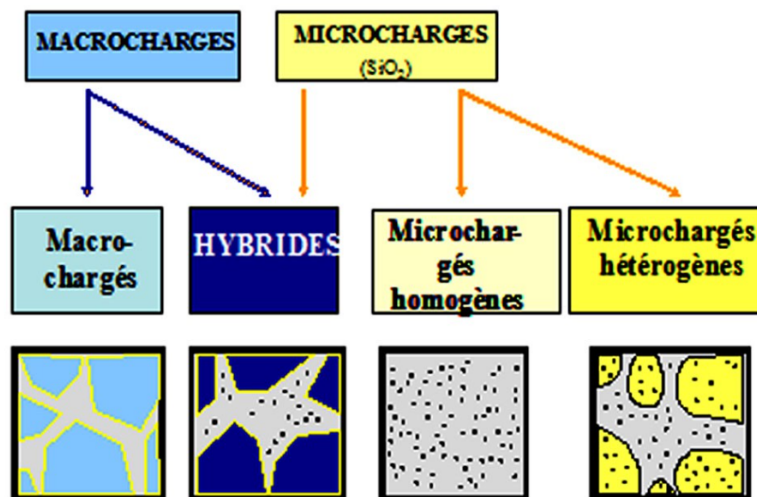 MACROCHARGES
MICROCHARGES
(SiO₂)
Macro-
chargés
HYBRIDES
Microchar-
gés
homogènes
Microchargés
hétérogènes